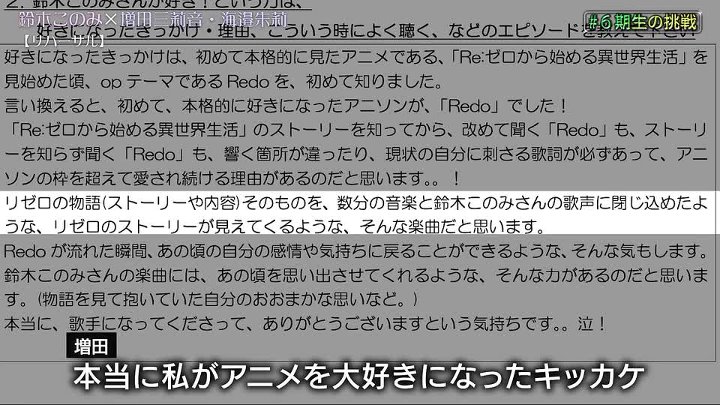 鈴木このみ×増田三莉音・海邉朱莉
【リハーサル】
#6期生の挑戦
2. 鈴木このみさんが好き！という方は、
好きになったきっかけ・理由、こういう時によく聴く、などのエピソードを教えて下さい
好きになったきっかけは、初めて本格的に見たアニメである、「Re:ゼロから始める異世界生活」を
見始めた頃、op テーマである Redo を、初めて知りました。
言い換えると、初めて、本格的に好きになったアニソンが、「Redo」でした！
「Re:ゼロから始める異世界生活」のストーリーを知ってから、改めて聞く「Redo」も、ストーリ
ーを知らず聞く「Redo」も、響く箇所が違ったり、現状の自分に刺さる歌詞が必ずあって、アニ
ソンの枠を超えて愛され続ける理由があるのだと思います。。！
リゼロの物語(ストーリーや内容)そのものを、数分の音楽と鈴木このみさんの歌声に閉じ込めたよ
うな、リゼロのストーリーが見えてくるような、そんな楽曲だと思います。
Redo が流れた瞬間、あの頃の自分の感情や気持ちに戻ることができるような、そんな気もします。
鈴木このみさんの楽曲には、あの頃を思い出させてくれるような、そんな力があるのだと思いま
す。(物語を見て抱いていた自分のおおまかな思いなど。)
本当に、歌手になってくださって、ありがとうございますという気持ちです。。泣！
増田
本当に私がアニメを大好きになったキッカケ